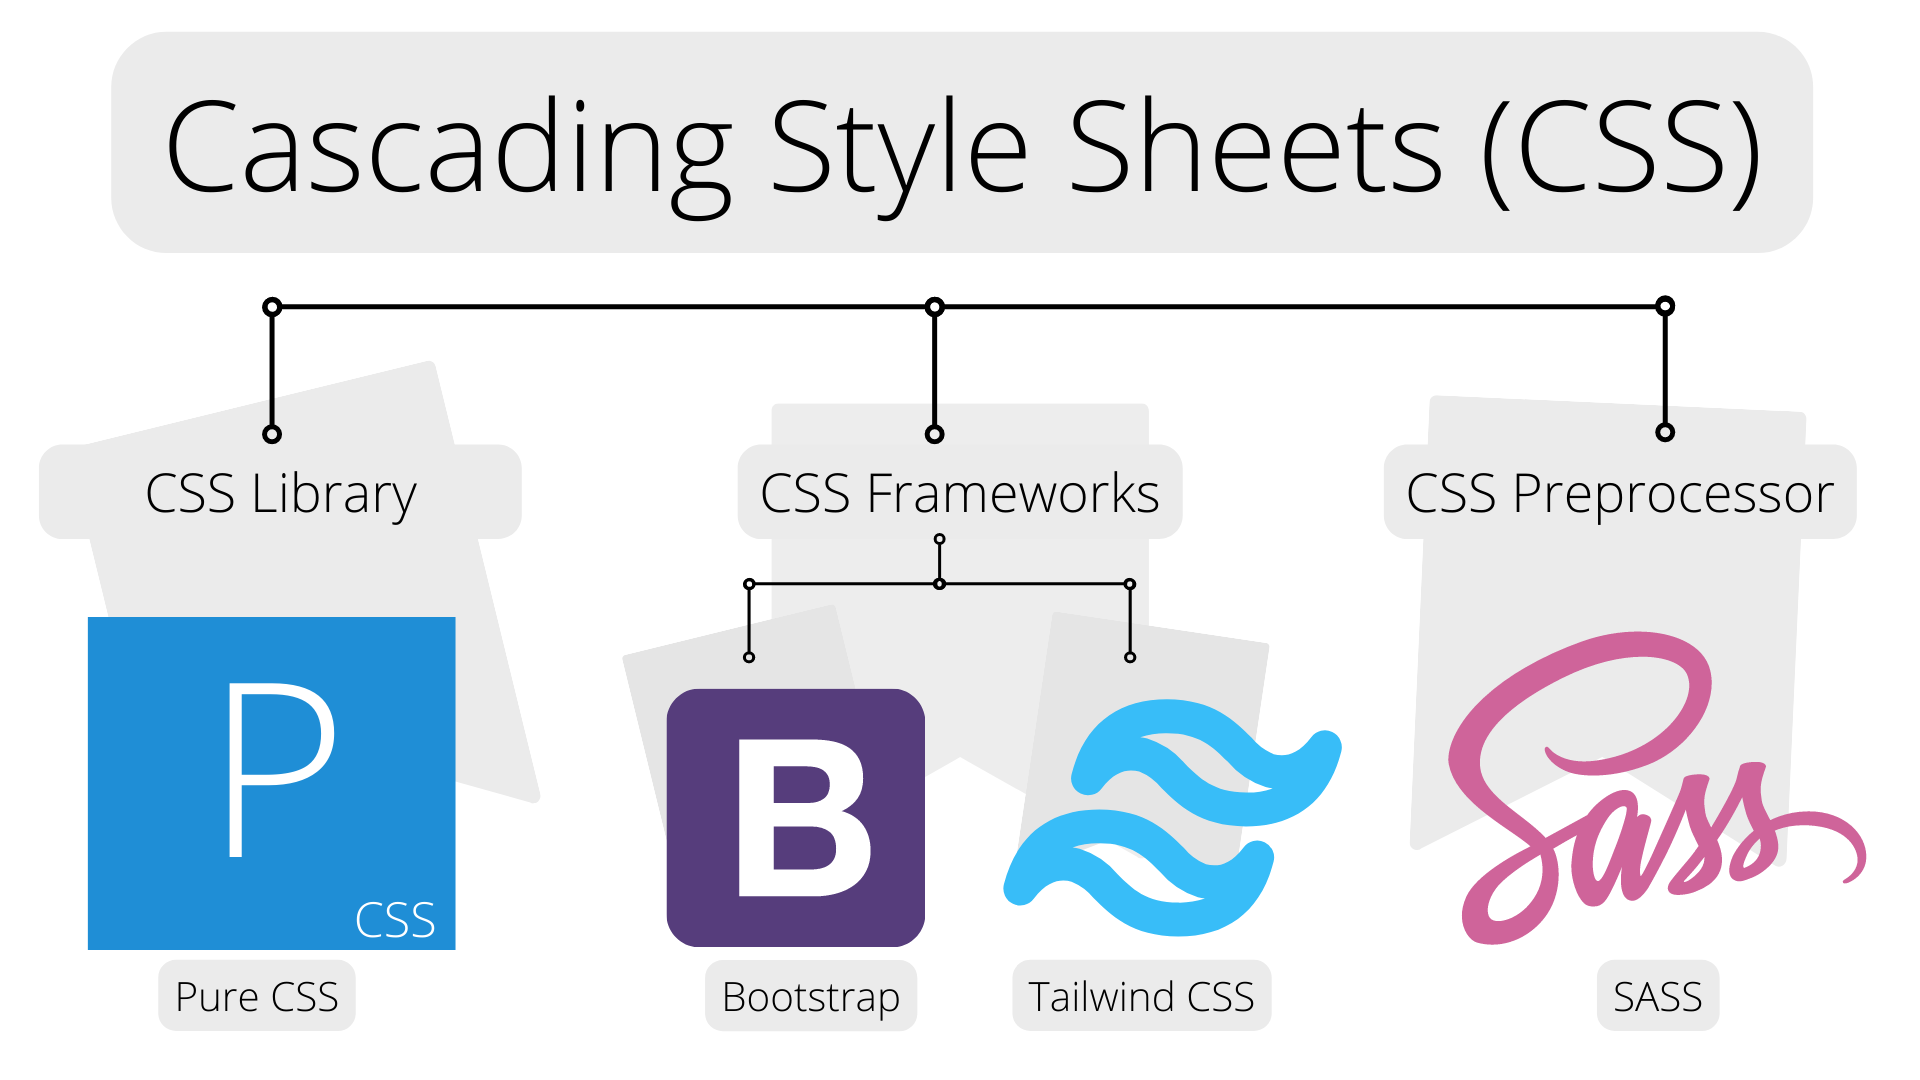 Cascading Style Sheets (CSS)
CSS Library
CSS Frameworks
CSS Preprocessor
P
CSS
B
Sass
Pure CSS
Bootstrap
Tailwind CSS
SASS